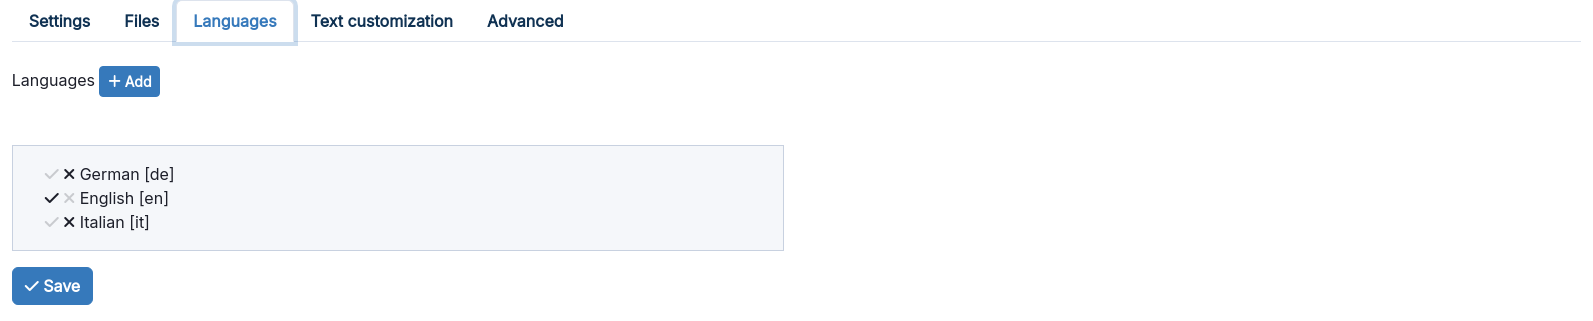 Settings Files Languages Text customization Advanced
Languages Add
German [de]
English [en]
Italian [it]
Save